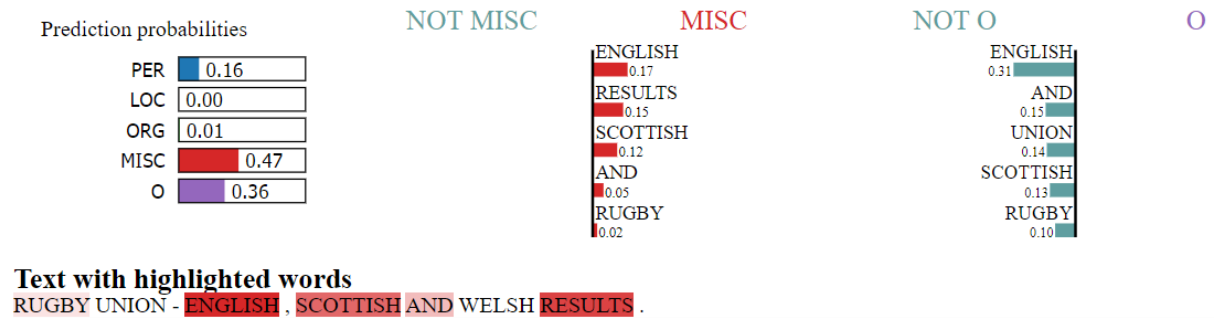 Prediction probabilities
PER 0.16
LOC 0.00
ORG 0.01
MISC 0.47
O 0.36
NOT MISC MISC
ENGLISH
0.17
RESULTS
0.15
SCOTTISH
0.12
AND
0.05
RUGBY
0.02
NOT O O
ENGLISH
0.31
AND
0.15
UNION
0.14
SCOTTISH
0.13
RUGBY
0.10
Text with highlighted words
RUGBY UNION - ENGLISH , SCOTTISH AND WELSH RESULTS .